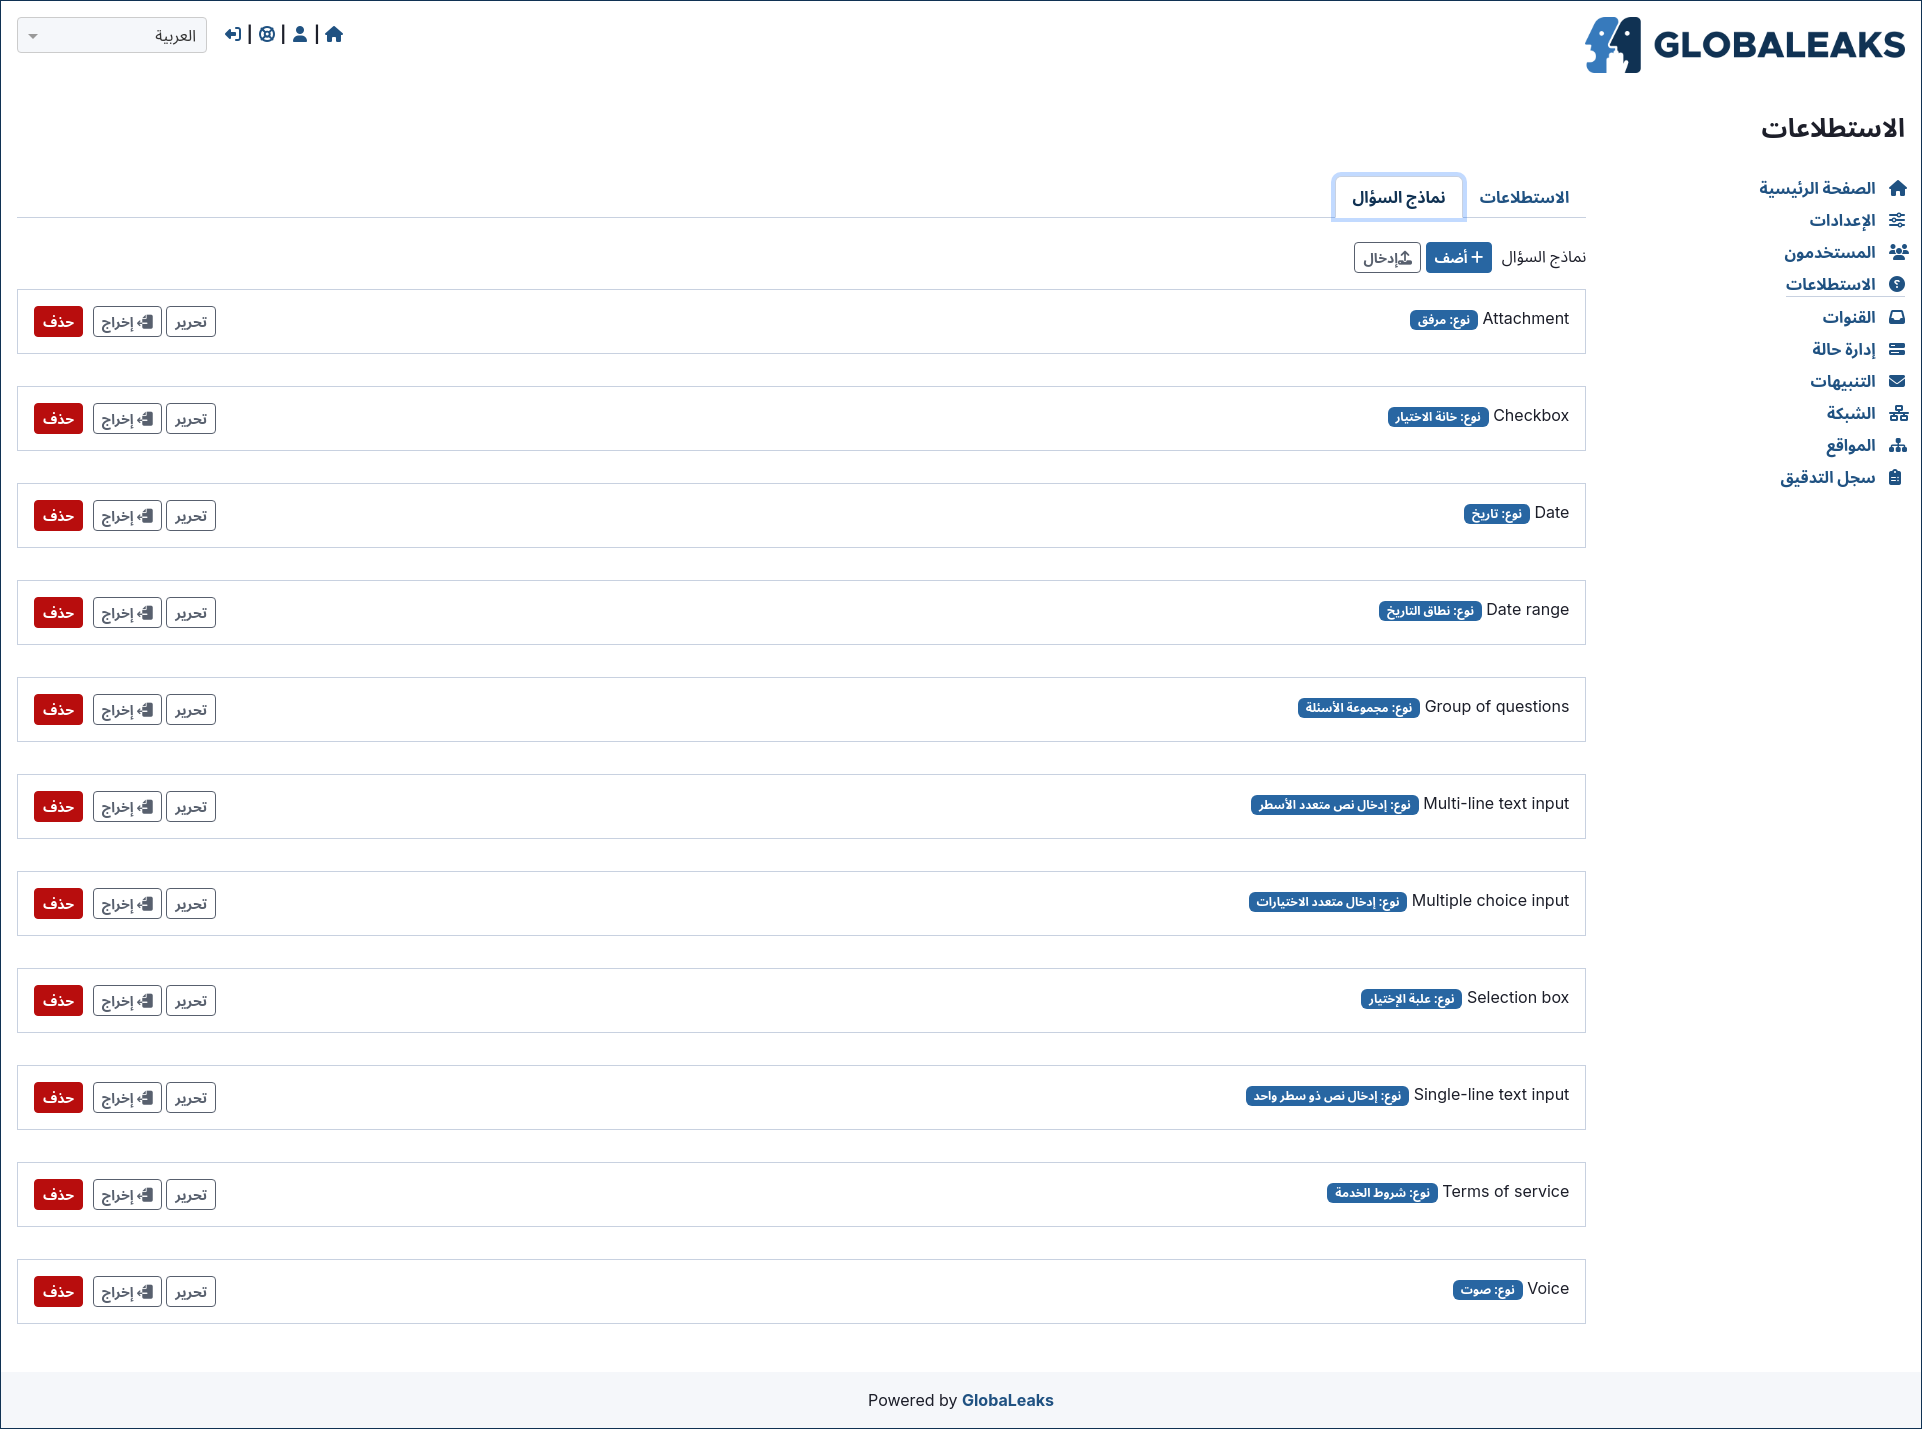 GLOBALEAKS
العربية
الاستطلاعات
الصفحة الرئيسية
الإعدادات
المستخدمون
الاستطلاعات
القنوات
إدارة حالة
التنبيهات
الشبكة
المواقع
سجل التدقيق
الاستطلاعات نماذج السؤال
نماذج السؤال أضف إدخال
Attachment نوع: مرفق تحرير إخراج حذف
Checkbox نوع: خانة الاختيار تحرير إخراج حذف
Date نوع: تاريخ تحرير إخراج حذف
Date range نوع: نطاق التاريخ تحرير إخراج حذف
Group of questions نوع: مجموعة الأسئلة تحرير إخراج حذف
Multi-line text input نوع: إدخال نص متعدد الأسطر تحرير إخراج حذف
Multiple choice input نوع: إدخال متعدد الاختيارات تحرير إخراج حذف
Selection box نوع: علبة الإختيار تحرير إخراج حذف
Single-line text input نوع: إدخال نص ذو سطر واحد تحرير إخراج حذف
Terms of service نوع: شروط الخدمة تحرير إخراج حذف
Voice نوع: صوت تحرير إخراج حذف
Powered by GlobaLeaks